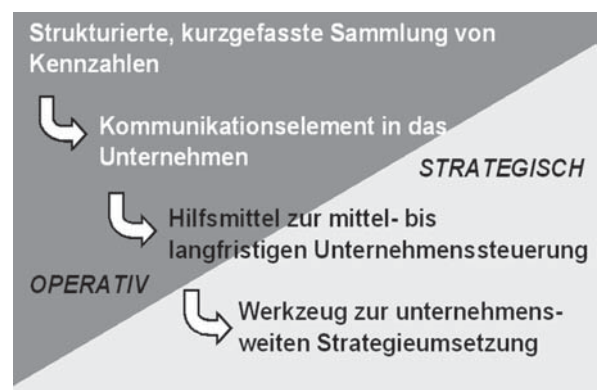 Strukturierte, kurzgefasste Sammlung von
Kennzahlen
Kommunikationselement in das
Unternehmen
STRATEGISCH
Hilfsmittel zur mittel- bis
langfristigen Unternehmenssteuerung
OPERATIV
Werkzeug zur unternehmens-
weiten Strategieumsetzung